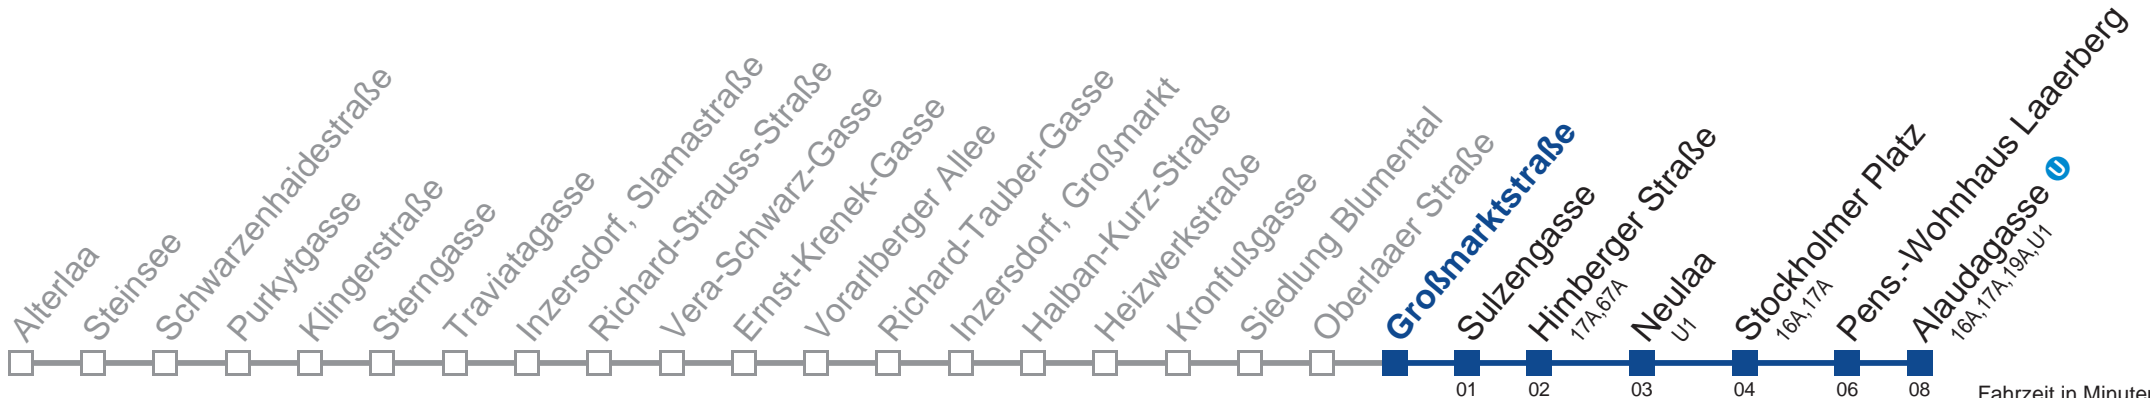 Alterlaa
Steinsee
Schwarzenhaidestraße
Purkytgasse
Klingerstraße
Sterngasse
Traviatagasse
Inzersdorf, Slamastraße
Richard-Strauss-Straße
Vera-Schwarz-Gasse
Ernst-Krenek-Gasse
Vorarlberger Allee
Richard-Tauber-Gasse
Inzersdorf, Großmarkt
Halban-Kurz-Straße
Heizwerkstraße
Kronfußgasse
Siedlung Blumental
Oberlaaer Straße
Großmarktstraße
Sulzengasse
Himberger Straße
17A,67A
Neulaa
U1
Stockholmer Platz
16A,17A
Pens.-Wohnhaus Laaerberg
Alaudagasse U
16A,17A,19A,U1
01 02 03 04 06 08
Fahrzeit in Minuten